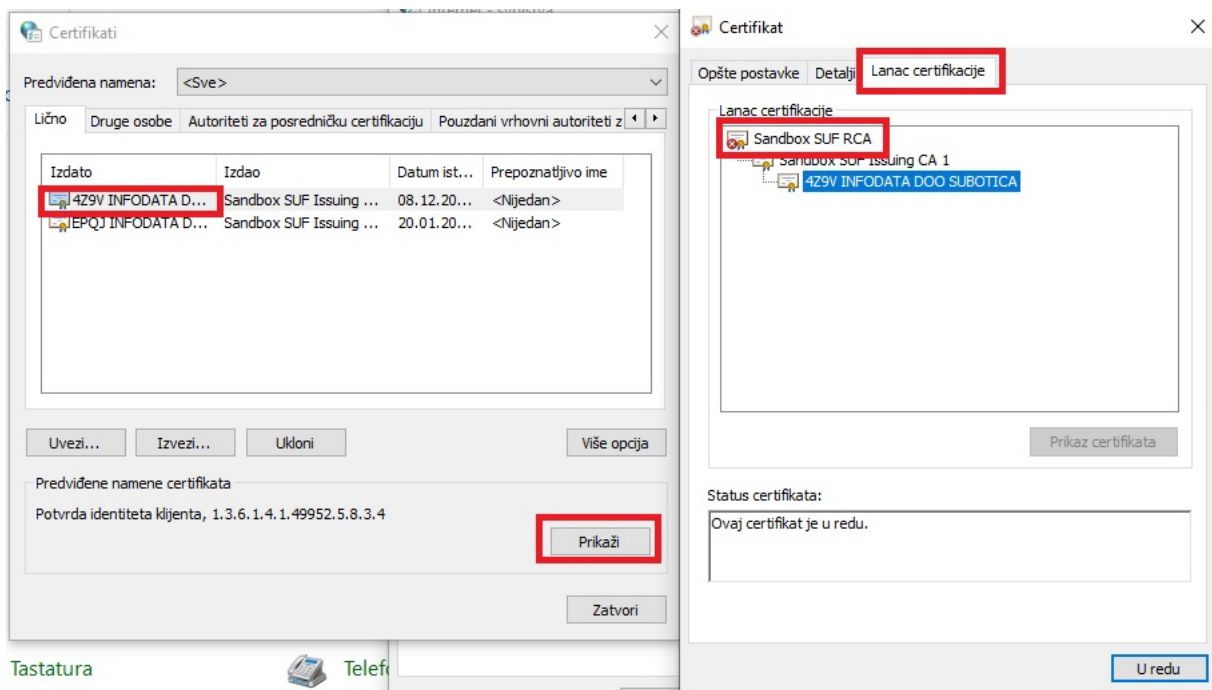 Certifikati
Predviđena namena: <Sve>
Lično Druge osobe Autoriteti za posredničku certifikaciju Pouzdani vrhovni autoriteti z
Izdato Izdao Datum ist... Prepoznatljivo ime
4Z9V INFODATA D... Sandbox SUF Issuing ... 08.12.20... <Nijedan>
EPQJ INFODATA D... Sandbox SUF Issuing ... 20.01.20... <Nijedan>
Uvezi... Izvezi... Ukloni Više opcija
Predviđene namene certifikata
Potvrda identiteta klijenta, 1.3.6.1.4.1.49952.5.8.3.4
Prikaži
Zatvori
Tastatura Telef
Certifikat
Opšte postavke Detalji Lanac certifikacije
Lanac certifikacije
Sandbox SUF RCA
Sandbox SUF Issuing CA 1
4Z9V INFODATA DOO SUBOTICA
Prikaz certifikata
Status certifikata:
Ovaj certifikat je u redu.
U redu